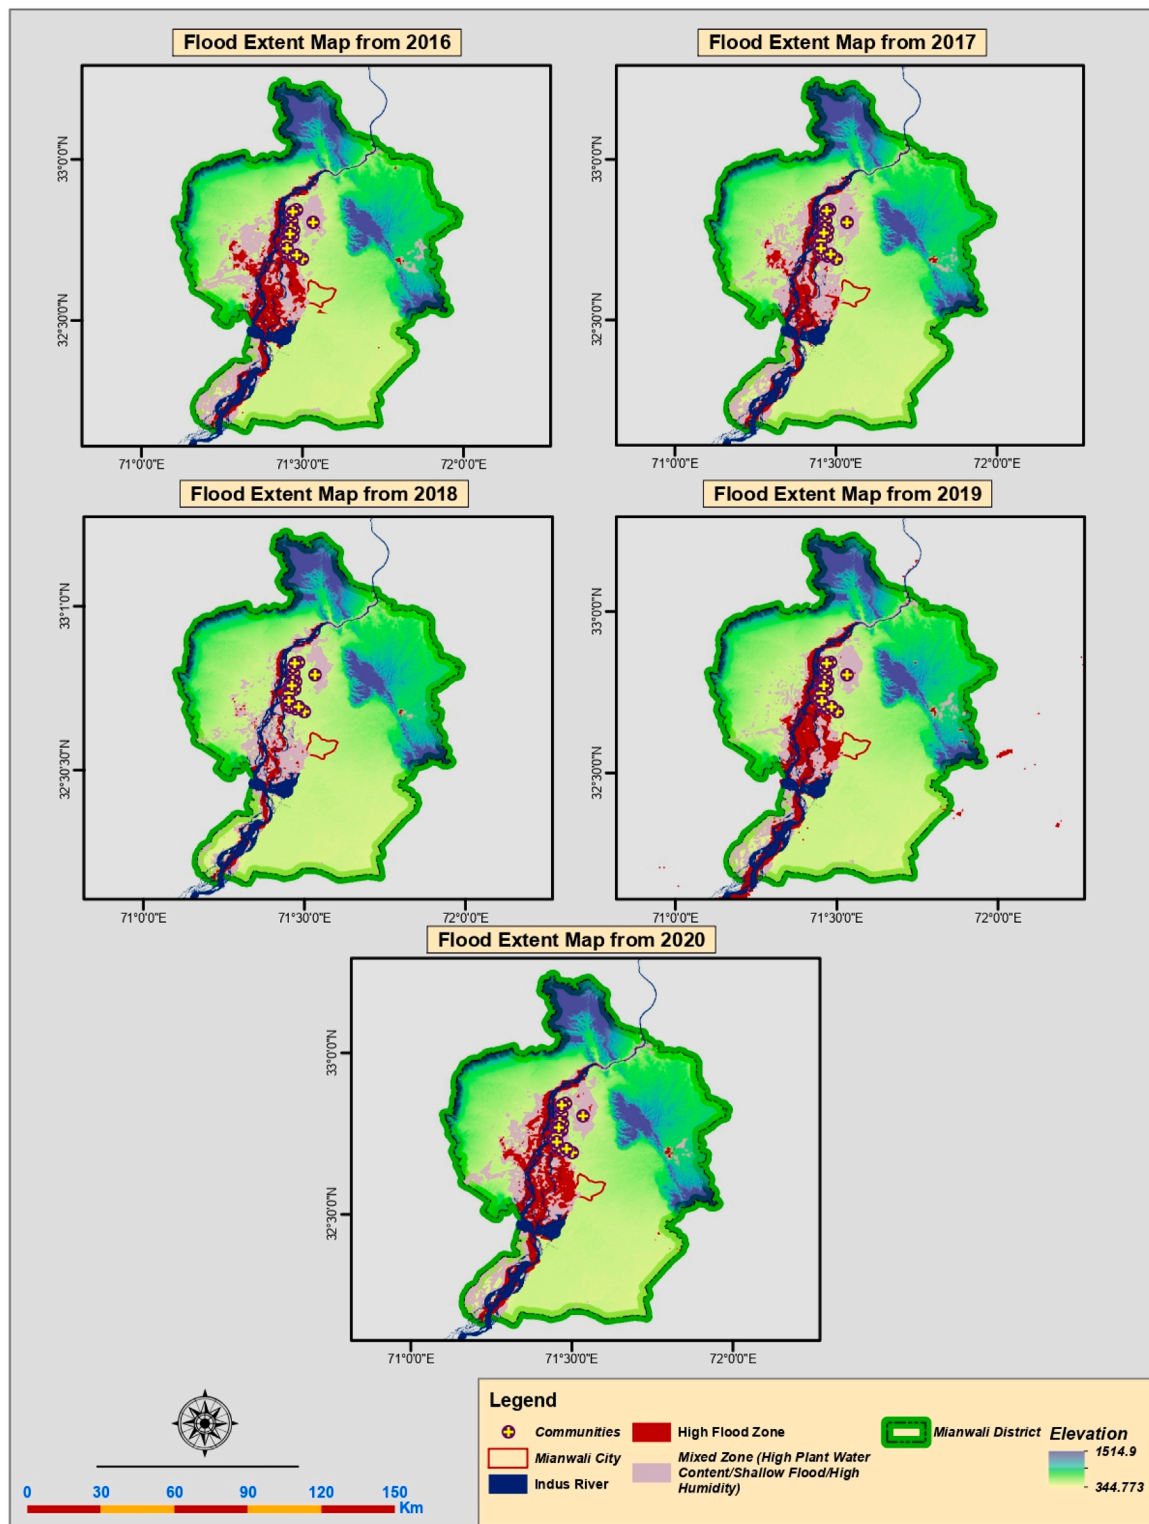 Flood Extent Map from 2016
Flood Extent Map from 2017
33°0'0"N
32°30'0"N
71°0'0"E
71°30'0"E
72°0'0"E
33°0'0"N
32°30'0"N
71°0'0"E
71°30'0"E
72°0'0"E
Flood Extent Map from 2018
Flood Extent Map from 2019
33°1'0"N
32°30'30"N
71°0'0"E
71°30'0"E
72°0'0"E
33°0'0"N
32°30'0"N
71°0'0"E
71°30'0"E
72°0'0"E
Flood Extent Map from 2020
33°0'0"N
32°30'0"N
71°0'0"E
71°30'0"E
72°0'0"E
0 30 60 90 120 150
Km
Legend
Communities
Mianwali City
Indus River
High Flood Zone
Mixed Zone (High Plant Water
Content/Shallow Flood/High
Humidity)
Mianwali District
Elevation
1514.9
344.773